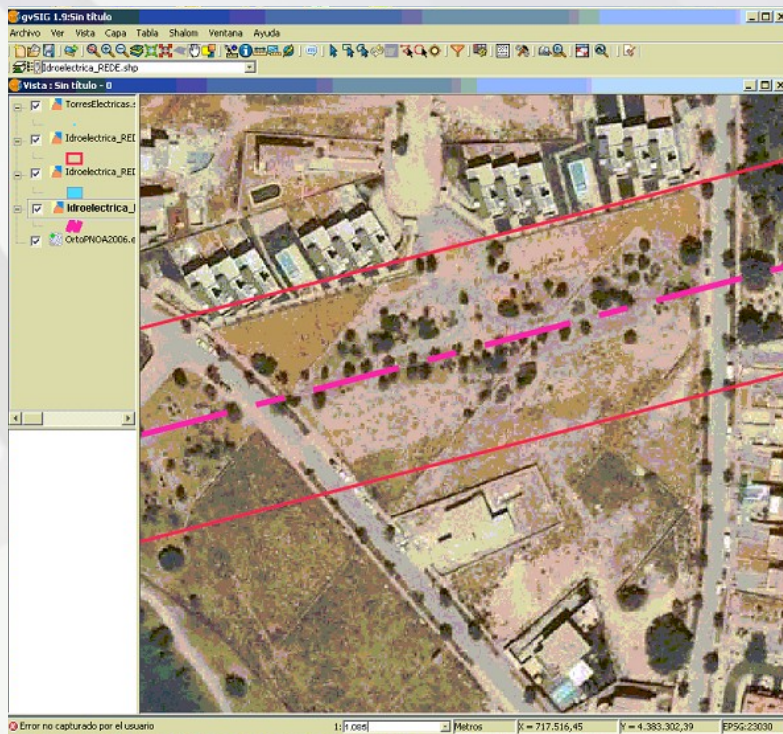 gvSIG 1.9:Sin título
Archivo Ver Vista Capa Tabla Shalom Ventana Ayuda
Idroelectrica_REDE.shp
Vista : Sin título - 0
TorresElectricas.s
Idroelectrica_REI
Idroelectrica_REI
Idroelectrica_I
OrtoPNOA2006.e
Error no capturado por el usuario 1: 1.085 Metros X = 717.516,45 Y = 4.383.302,39 EPSG:23030